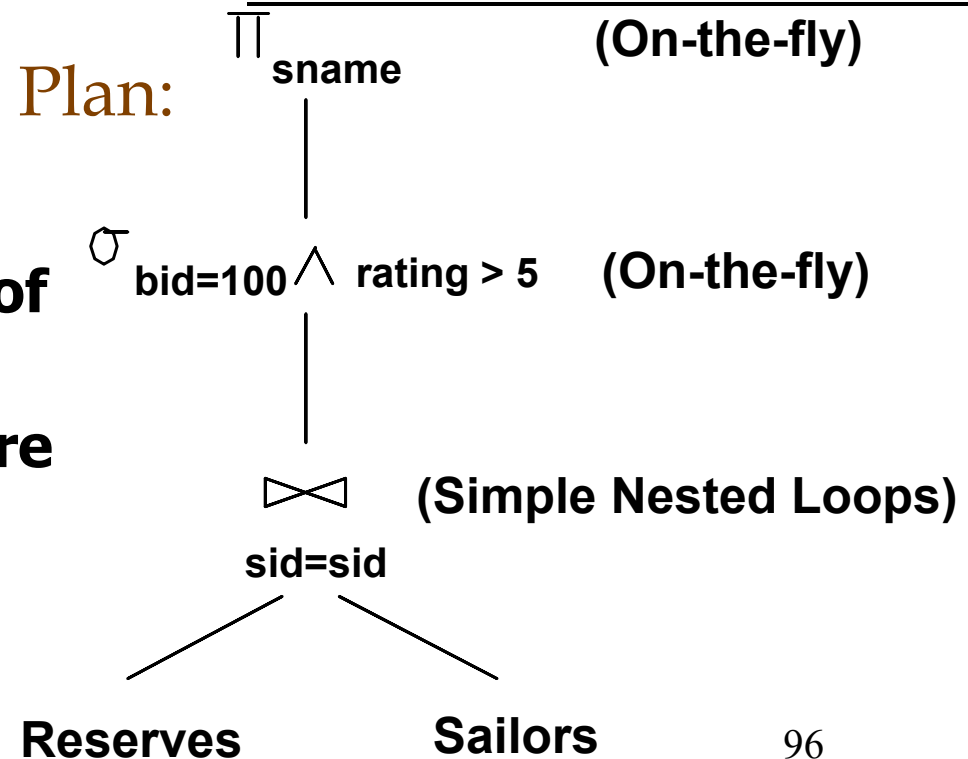 (On-the-fly)
π sname
Plan:
σ bid=100 ∧ rating > 5 (On-the-fly)
of
re
⋈ (Simple Nested Loops)
sid=sid
Reserves Sailors 96